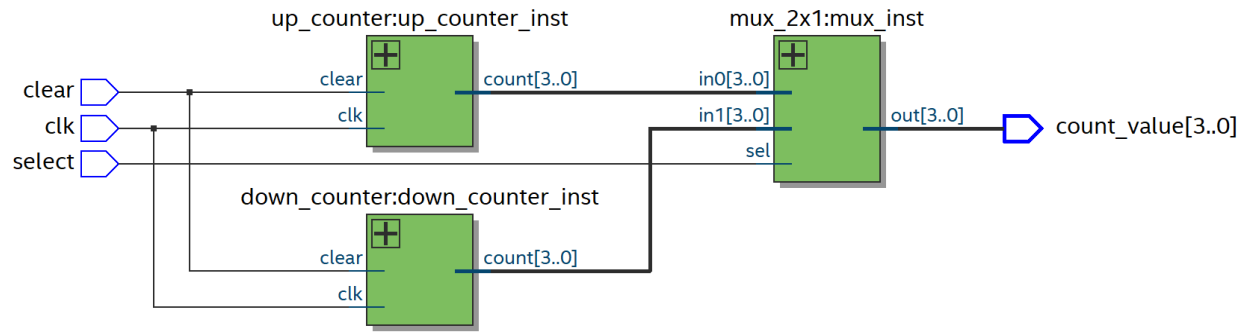 up_counter:up_counter_inst
mux_2x1:mux_inst
clear
clear
count[3..0]
in0[3..0]
clk
clk
in1[3..0]
out[3..0]
count_value[3..0]
select
sel
down_counter:down_counter_inst
clear
count[3..0]
clk